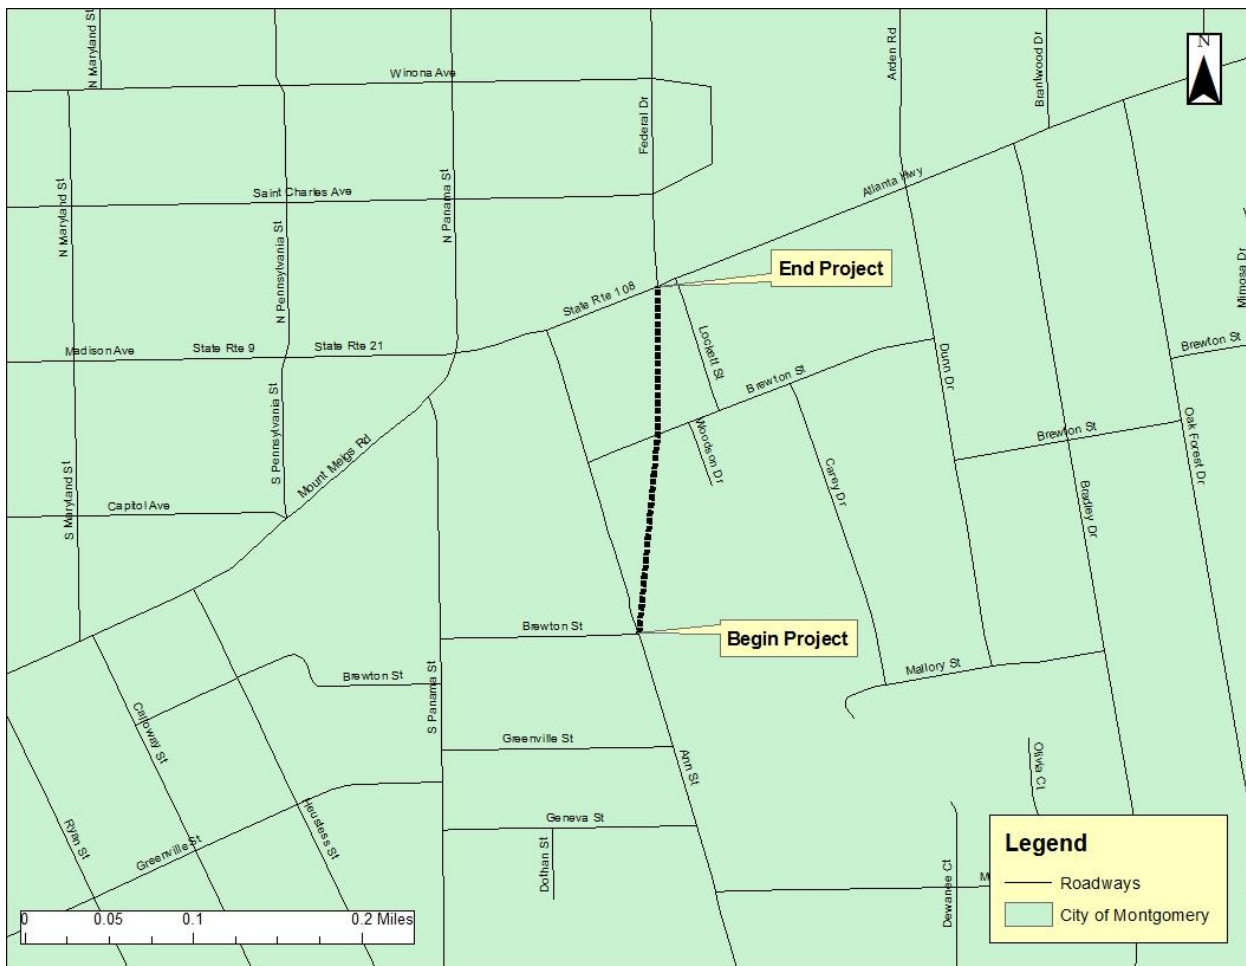 N Maryland St
Winona Ave
Federal Dr
Arden Rd
Brantwood Dr
N
N Maryland St
Saint Charles Ave
N Panama St
Atlanta Hwy
N Pennsylvania St
End Project
Mimosa Dr
State Rte 108
Madison Ave
State Rte 9
State Rte 21
Lockett St
Brewton St
Dunn Dr
Brewton St
S Pennsylvania St
Mount Meigs Rd
Woodson Dr
Carey Dr
Brewton St
Oak Forest Dr
S Maryland St
Capitol Ave
Bradley Dr
Brewton St
Begin Project
Brewton St
S Panama St
Mallory St
Calloway St
Greenville St
Ann St
Olivia Ct
Ryan St
Greenville St
Heustess St
Geneva St
Dothan St
Dewanee Ct
M
Legend
Roadways
City of Montgomery
0 0.05 0.1 0.2 Miles